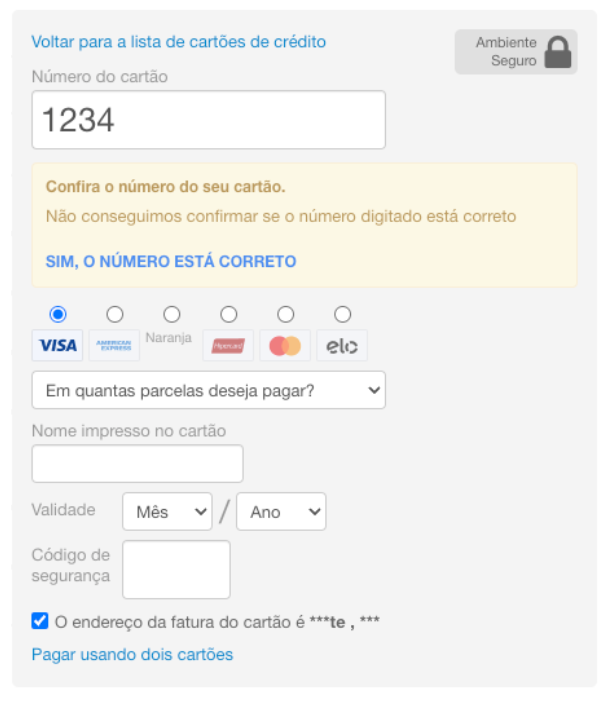 Voltar para a lista de cartões de crédito
Ambiente
Seguro
Número do cartão
1234
Confira o número do seu cartão.
Não conseguimos confirmar se o número digitado está correto
SIM, O NÚMERO ESTÁ CORRETO
VISA AMERICAN EXPRESS Naranja Hipercard elo
Em quantas parcelas deseja pagar?
Nome impresso no cartão
Validade Mês / Ano
Código de
segurança
O endereço da fatura do cartão é ***te , ***
Pagar usando dois cartões